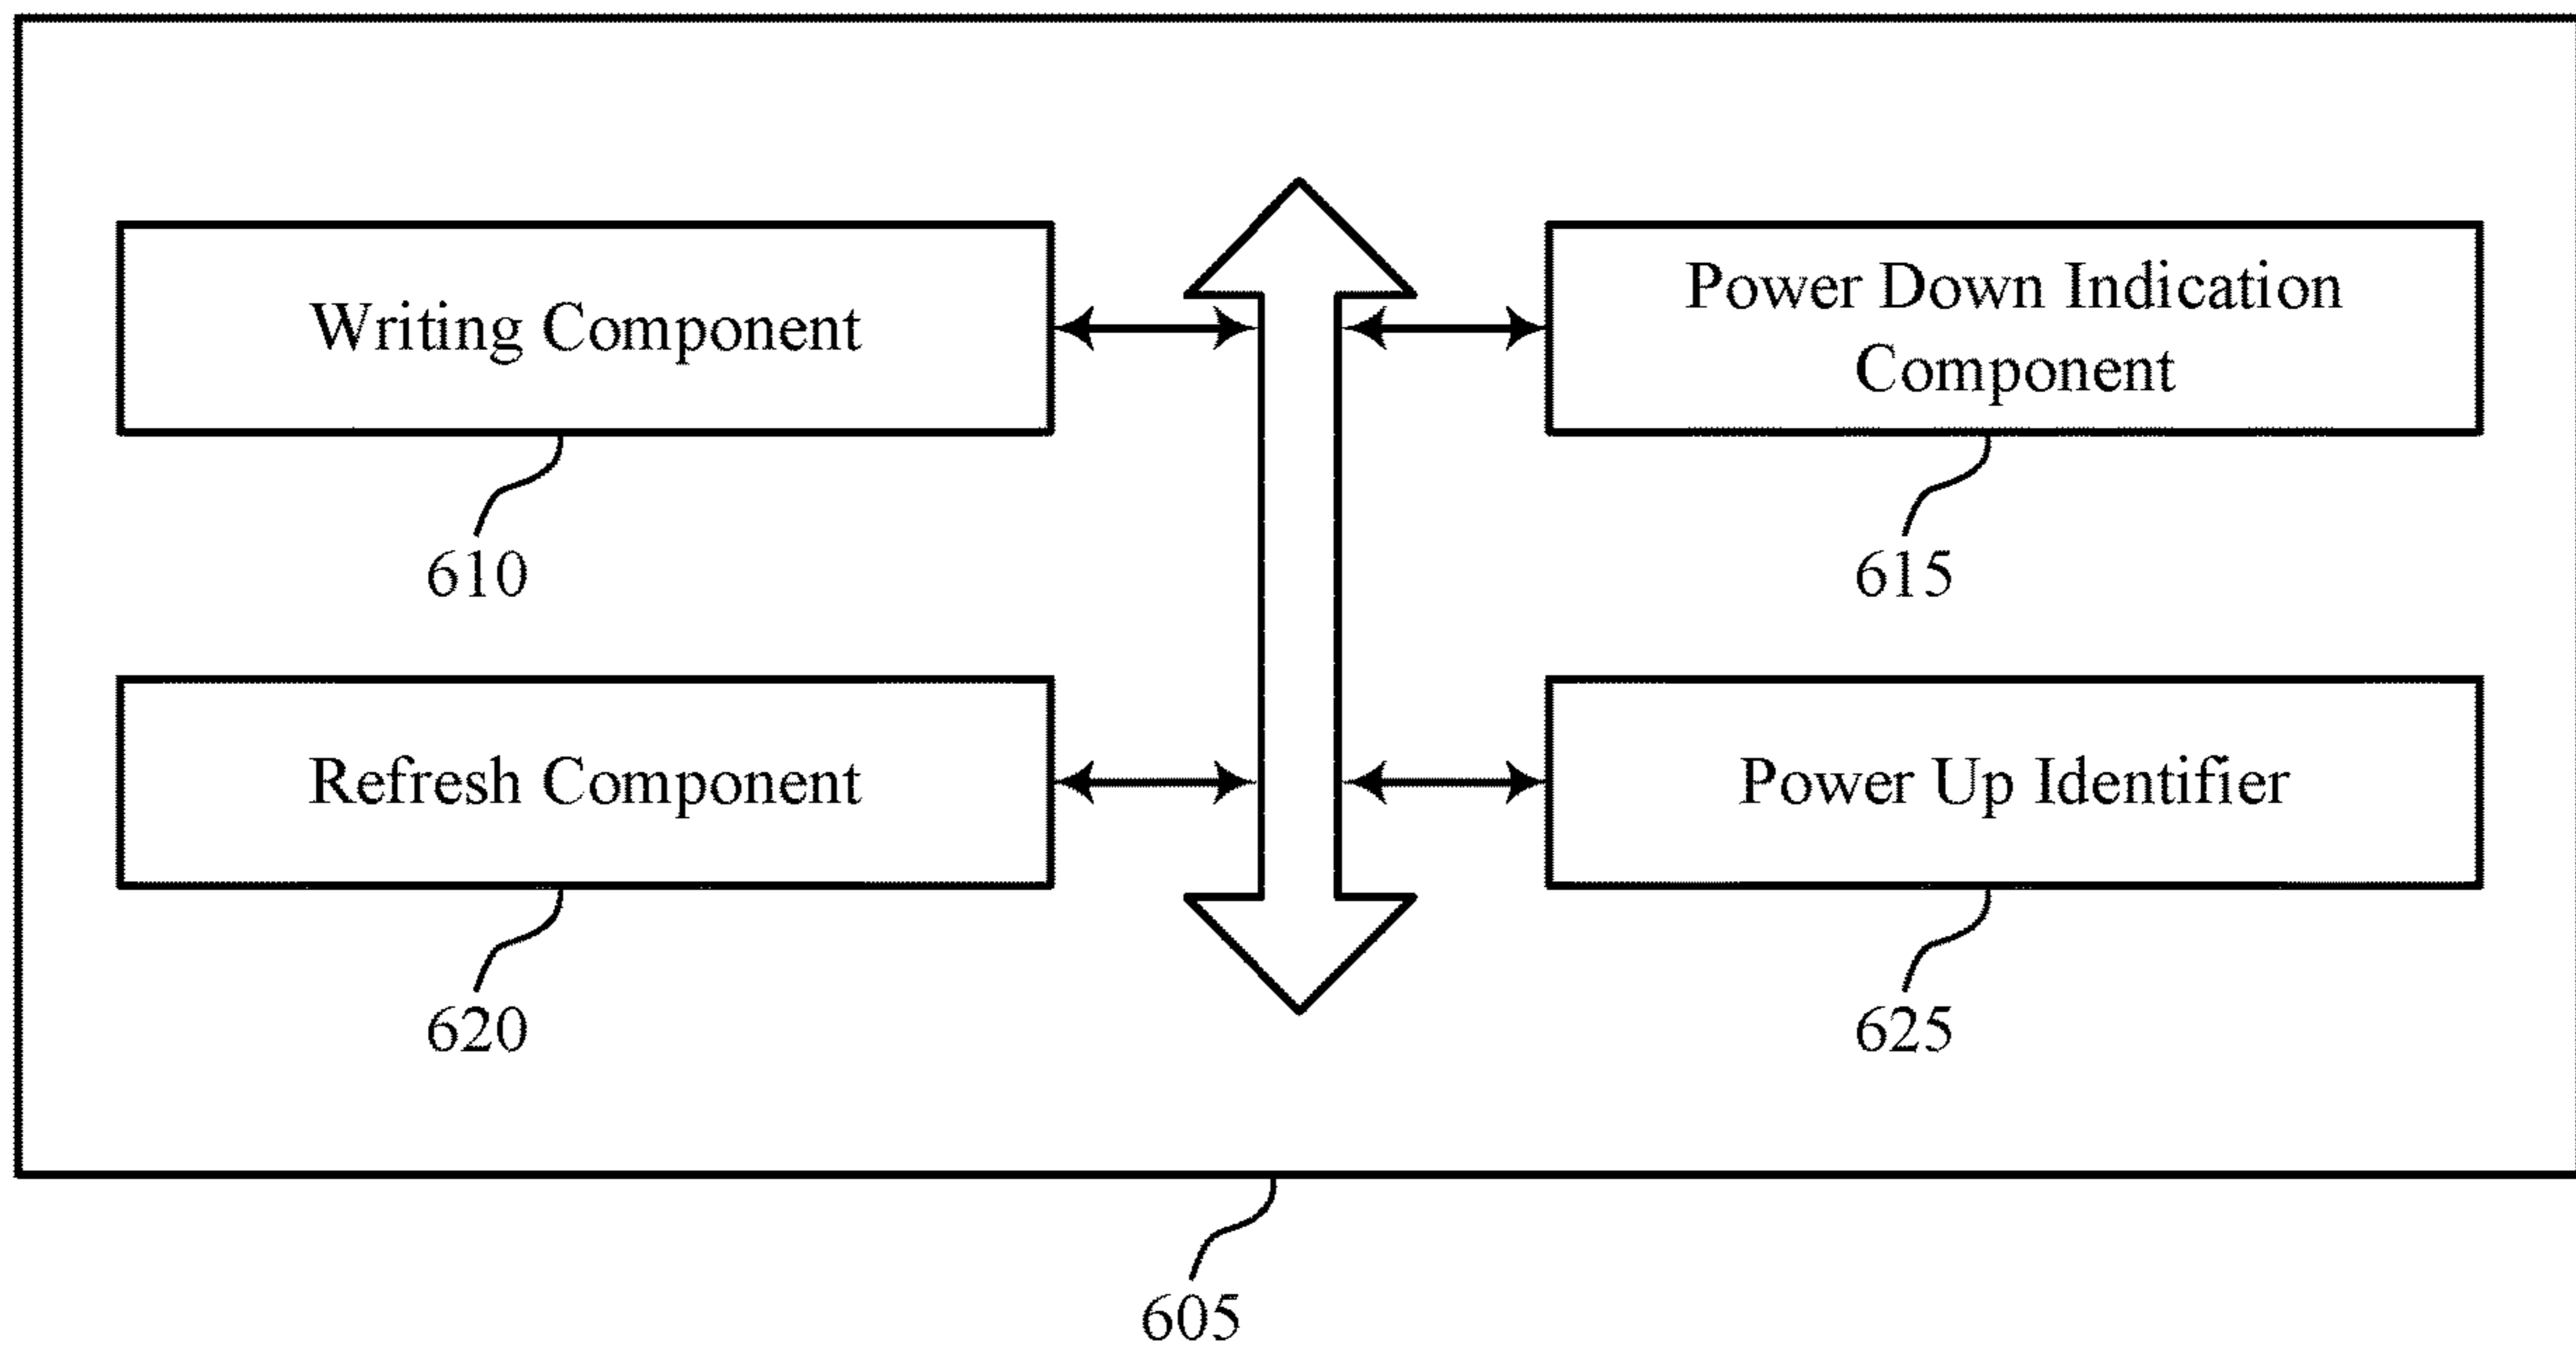 Writing Component
Power Down Indication
Component
610
615
Refresh Component
Power Up Identifier
620
625
605